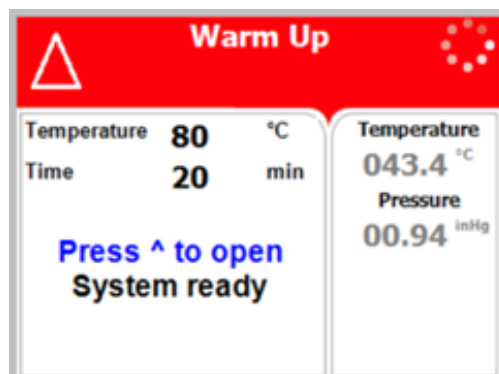 Warm Up
Temperature 80 °C
Time 20 min
Press ^ to open
System ready
Temperature
043.4 °C
Pressure
00.94 inHg